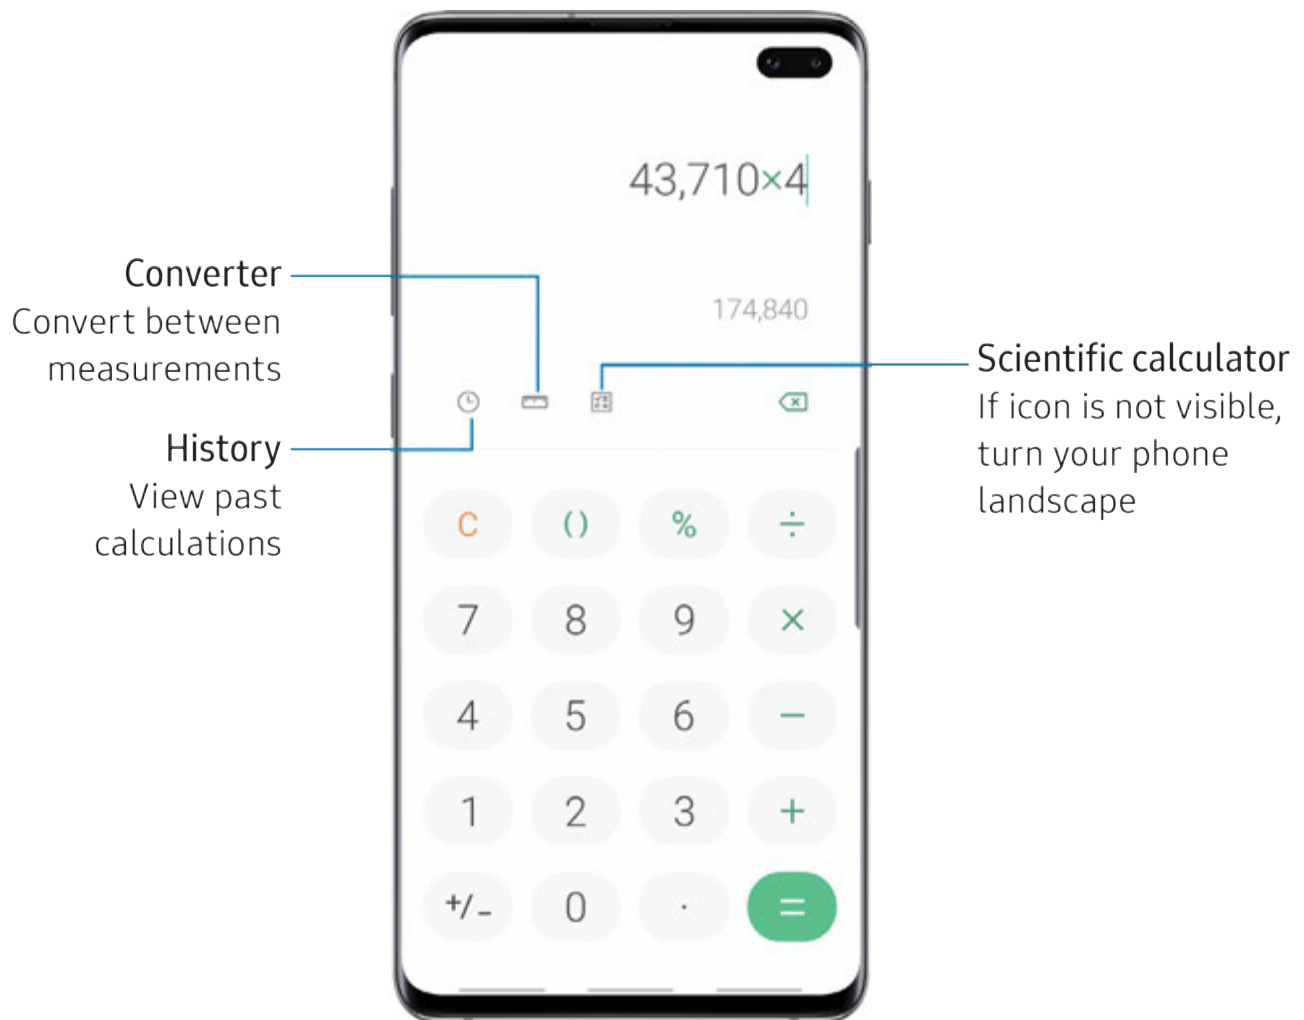 43,710×4
174,840
Converter
Convert between
measurements
History
View past
calculations
Scientific calculator
If icon is not visible,
turn your phone
landscape
C () % ÷
7 8 9 ×
4 5 6 −
1 2 3 +
+/− 0 . =